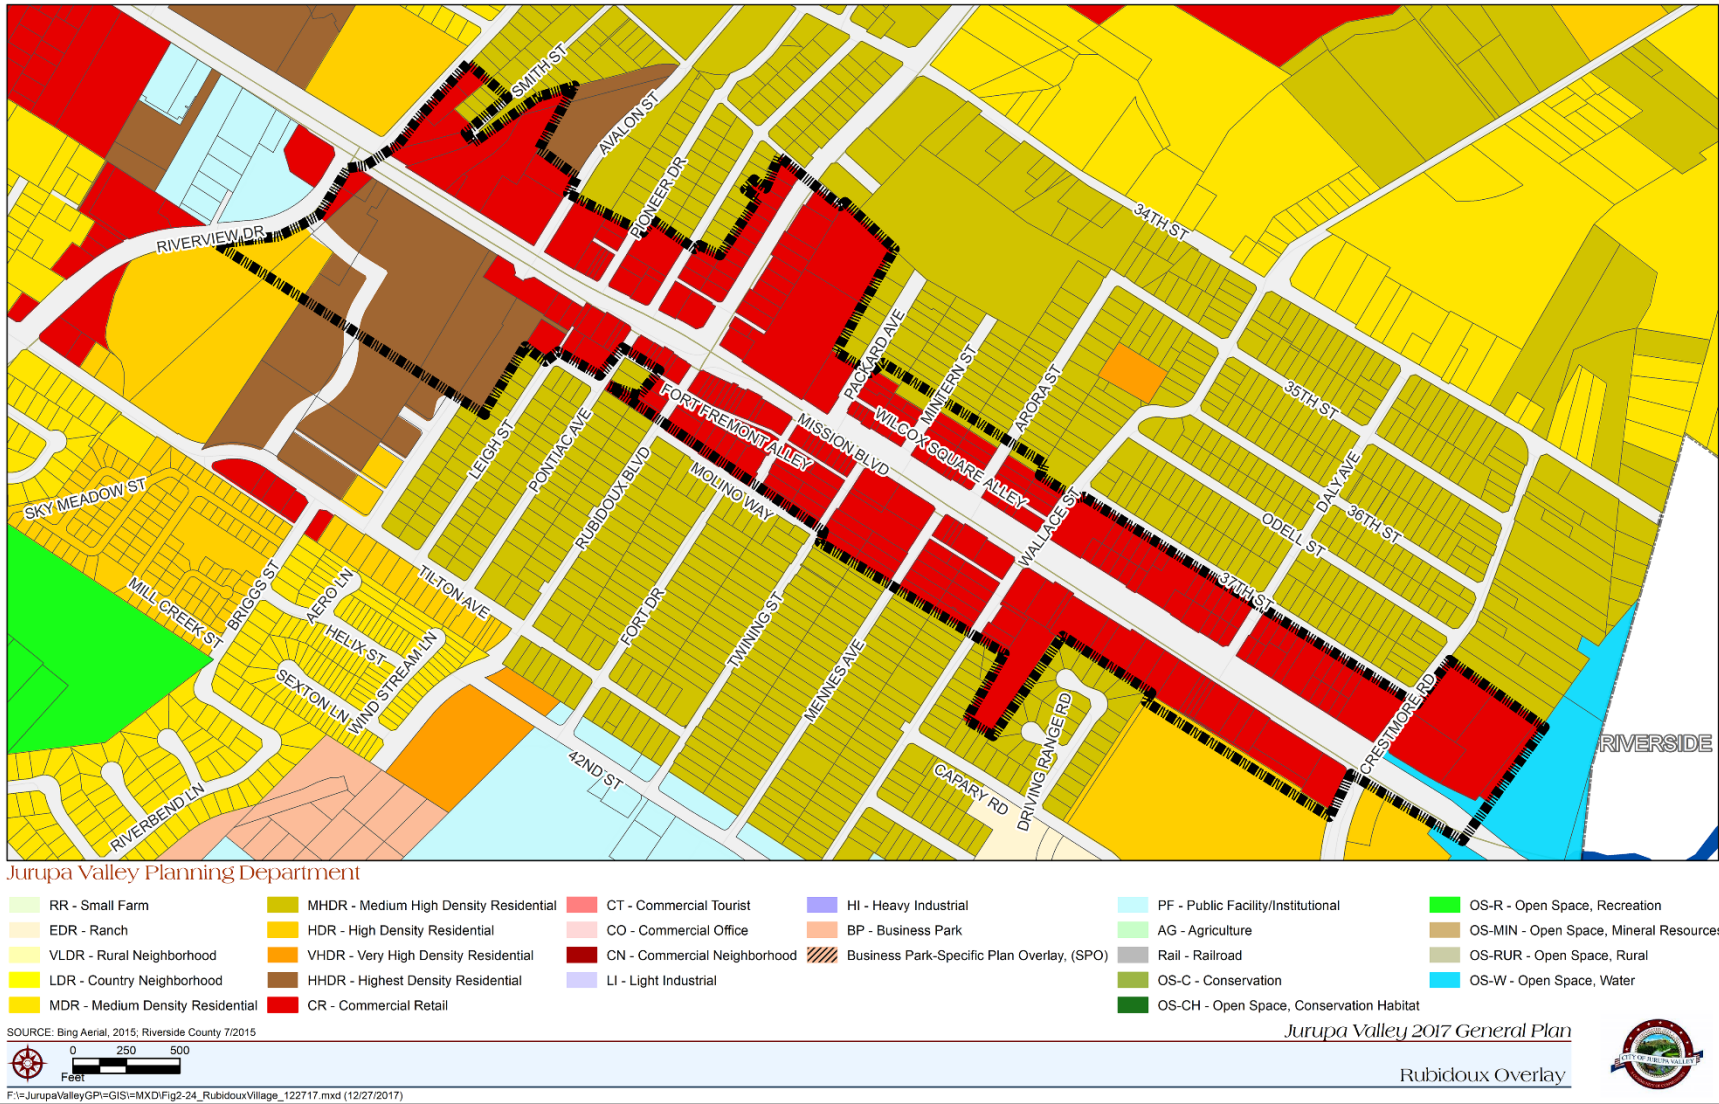 SMITH ST
AVALON ST
PIONEER DR
RIVERVIEW DR
34TH ST
PACKARD AVE
MINTERN ST
ARORA ST
35TH ST
FORT FREMONT ALLEY
MISSION BLVD
WILCOX SQUARE ALLEY
LEIGH ST
PONTIAC AVE
RUBIDOUX BLVD
MOLINO WAY
DALY AVE
36TH ST
ODELL ST
WALLACE ST
SKY MEADOW ST
37TH ST
MILL CREEK ST
BRIGGS ST
AERO LN
TILTON AVE
HELIX ST
SEXTON LN
WIND STREAM LN
FORT DR
TWINING ST
MENNES AVE
DRIVING RANGE RD
CRESTMORE RD
RIVERSIDE
42ND ST
CAPARY RD
RIVERBEND LN
Jurupa Valley Planning Department
RR - Small Farm
EDR - Ranch
VLDR - Rural Neighborhood
LDR - Country Neighborhood
MDR - Medium Density Residential
MHDR - Medium High Density Residential
HDR - High Density Residential
VHDR - Very High Density Residential
HHDR - Highest Density Residential
CR - Commercial Retail
CT - Commercial Tourist
CO - Commercial Office
CN - Commercial Neighborhood
LI - Light Industrial
HI - Heavy Industrial
BP - Business Park
Business Park-Specific Plan Overlay, (SPO)
PF - Public Facility/Institutional
AG - Agriculture
Rail - Railroad
OS-C - Conservation
OS-CH - Open Space, Conservation Habitat
OS-R - Open Space, Recreation
OS-MIN - Open Space, Mineral Resources
OS-RUR - Open Space, Rural
OS-W - Open Space, Water
SOURCE: Bing Aerial, 2015; Riverside County 7/2015
Jurupa Valley 2017 General Plan
0 250 500
Feet
Rubidoux Overlay
CITY OF JURUPA VALLEY
F:\=JurupaValleyGP\=GIS\=MXD\Fig2-24_RubidouxVillage_122717.mxd (12/27/2017)